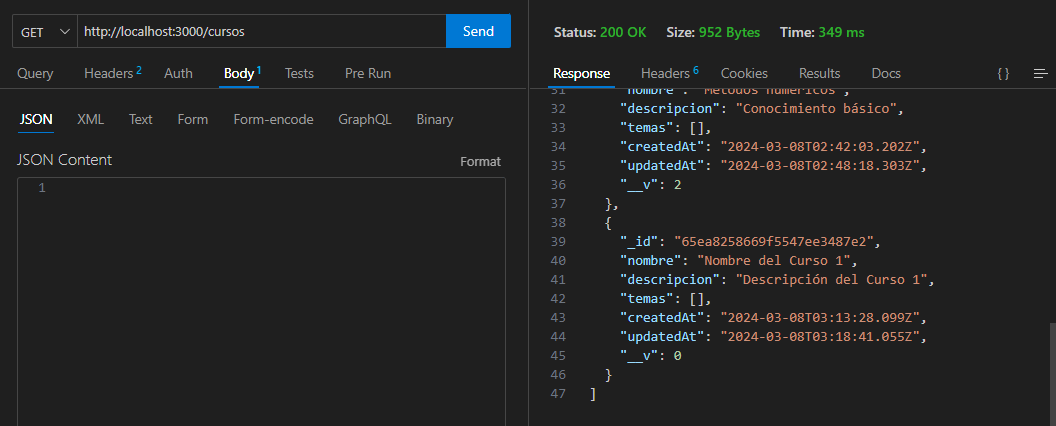 GET http://localhost:3000/cursos Send
Query Headers 2 Auth Body 1 Tests Pre Run
JSON XML Text Form Form-encode GraphQL Binary
JSON Content Format
1
Status: 200 OK Size: 952 Bytes Time: 349 ms
Response Headers 6 Cookies Results Docs { }
31 "nombre": "Metodos numericos",
32 "descripcion": "Conocimiento básico",
33 "temas": [],
34 "createdAt": "2024-03-08T02:42:03.202Z",
35 "updatedAt": "2024-03-08T02:48:18.303Z",
36 "__v": 2
37 },
38 {
39 "_id": "65ea8258669f5547ee3487e2",
40 "nombre": "Nombre del Curso 1",
41 "descripcion": "Descripción del Curso 1",
42 "temas": [],
43 "createdAt": "2024-03-08T03:13:28.099Z",
44 "updatedAt": "2024-03-08T03:18:41.055Z",
45 "__v": 0
46 }
47 ]